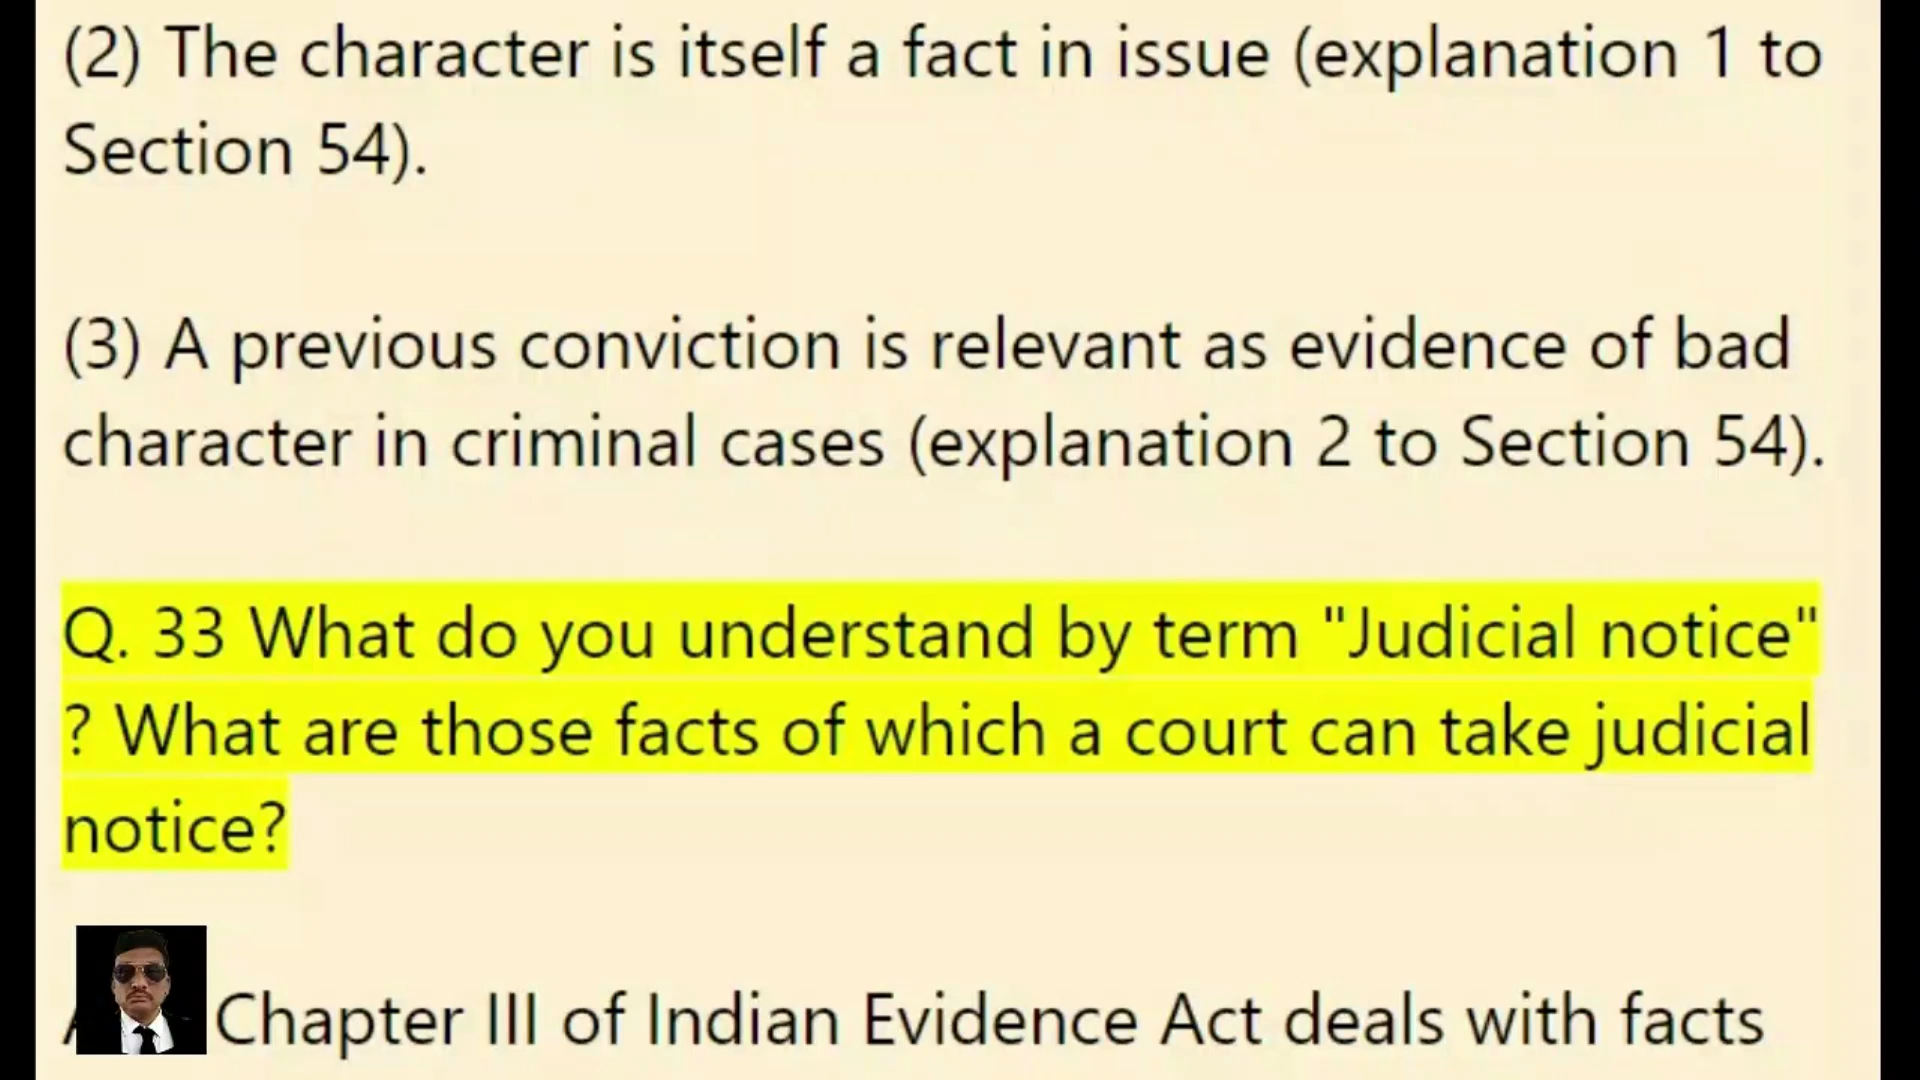 (2) The character is itself a fact in issue (explanation 1 to
Section 54).
(3) A previous conviction is relevant as evidence of bad
character in criminal cases (explanation 2 to Section 54).
Q. 33 What do you understand by term "Judicial notice"
? What are those facts of which a court can take judicial
notice?
Chapter III of Indian Evidence Act deals with facts